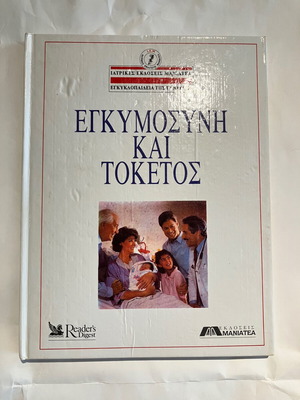 ΙΑΤΡΙΚΕΣ ΕΚΔΟΣΕΙΣ ΜΑΝΙΑΤΕΑ
ΕΓΚΥΚΛΟΠΑΙΔΕΙΑ ΤΗΣ
ΕΓΚΥΜΟΣΥΝΗ
ΚΑΙ
ΤΟΚΕΤΟΣ
Reader's
Digest
ΕΚΔΟΣΕΙΣ
ΜΑΝΙΑΤΕΑ